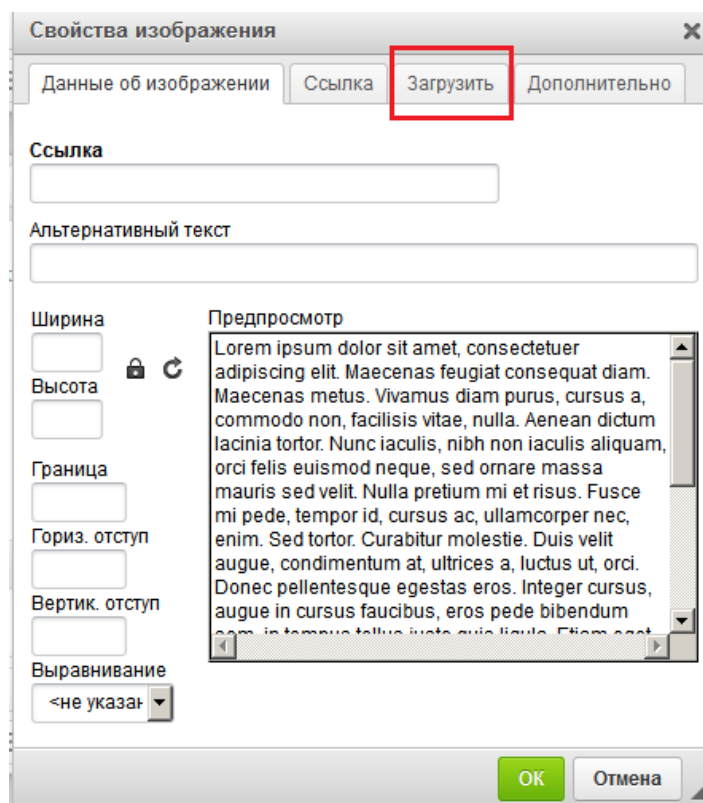 Свойства изображения
Данные об изображении Ссылка Загрузить Дополнительно
Ссылка
Альтернативный текст
Ширина
Высота
Граница
Гориз. отступ
Вертик. отступ
Выравнивание
<не указан
Предпросмотр
Lorem ipsum dolor sit amet, consectetuer
adipiscing elit. Maecenas feugiat consequat diam.
Maecenas metus. Vivamus diam purus, cursus a,
commodo non, facilisis vitae, nulla. Aenean dictum
lacinia tortor. Nunc iaculis, nibh non iaculis aliquam,
orci felis euismod neque, sed ornare massa
mauris sed velit. Nulla pretium mi et risus. Fusce
mi pede, tempor id, cursus ac, ullamcorper nec,
enim. Sed tortor. Curabitur molestie. Duis velit
augue, condimentum at, ultrices a, luctus ut, orci.
Donec pellentesque egestas eros. Integer cursus,
augue in cursus faucibus, eros pede bibendum
ОК Отмена